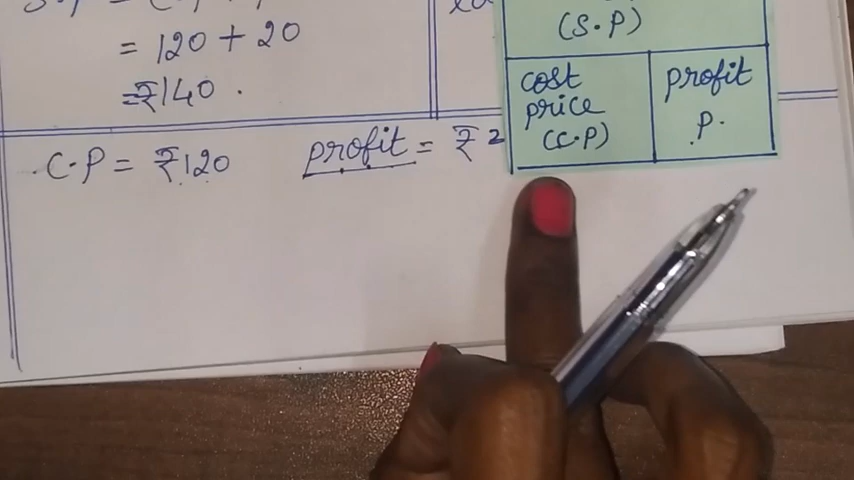 = 120 + 20
= ₹140.
C.P = ₹120 profit = ₹ 2
(S.P)
cost price (C.P)
profit P.